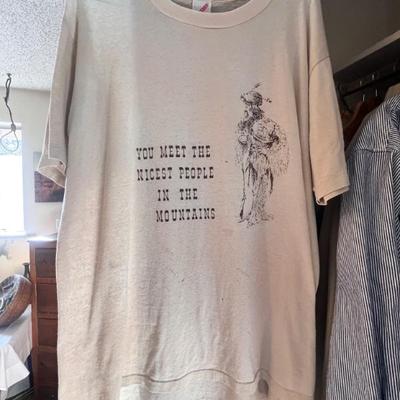 YOU MEET THE
NICEST PEOPLE
IN THE
MOUNTAINS